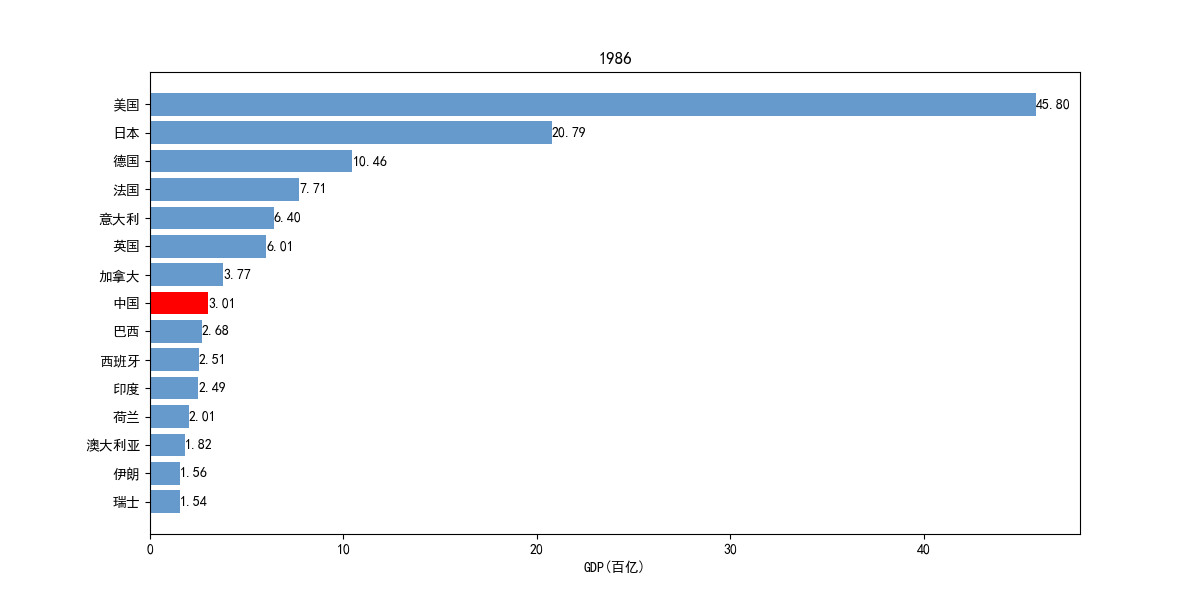 1986
美国 45.80
日本 20.79
德国 10.46
法国 7.71
意大利 6.40
英国 6.01
加拿大 3.77
中国 3.01
巴西 2.68
西班牙 2.51
印度 2.49
荷兰 2.01
澳大利亚 1.82
伊朗 1.56
瑞士 1.54
0 10 20 30 40
GDP(百亿)